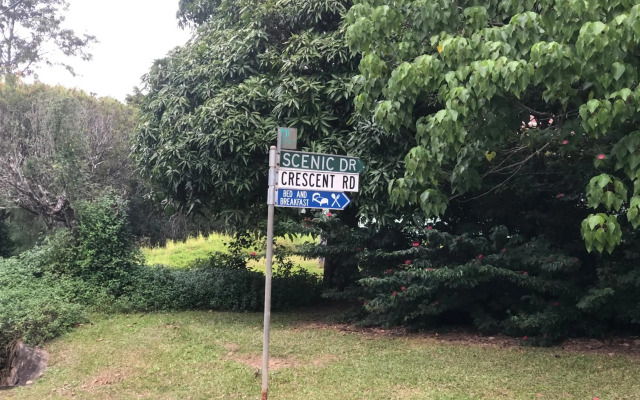 SCENIC DR
CRESCENT RD
BED AND
BREAKFAST